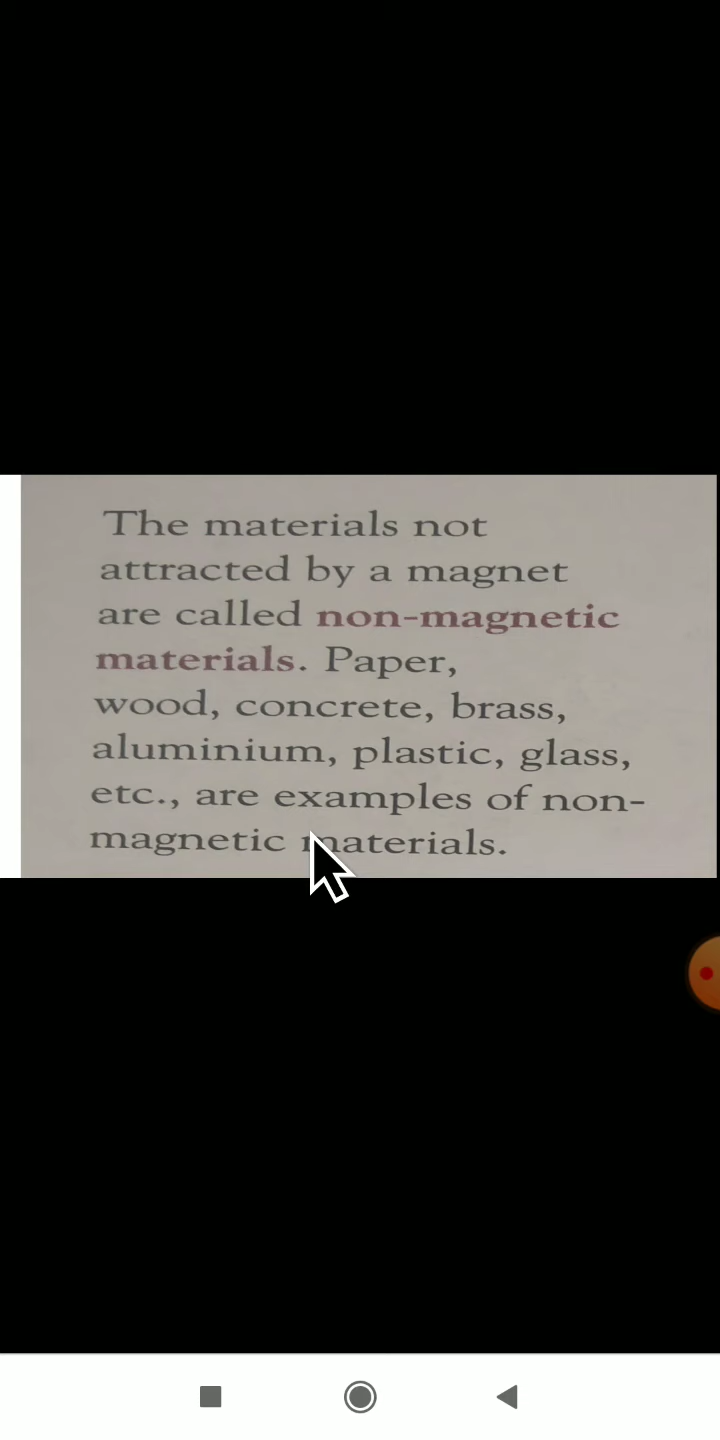 The materials not
attracted by a magnet
are called non-magnetic
materials. Paper,
wood, concrete, brass,
aluminium, plastic, glass,
etc., are examples of non-
magnetic materials.